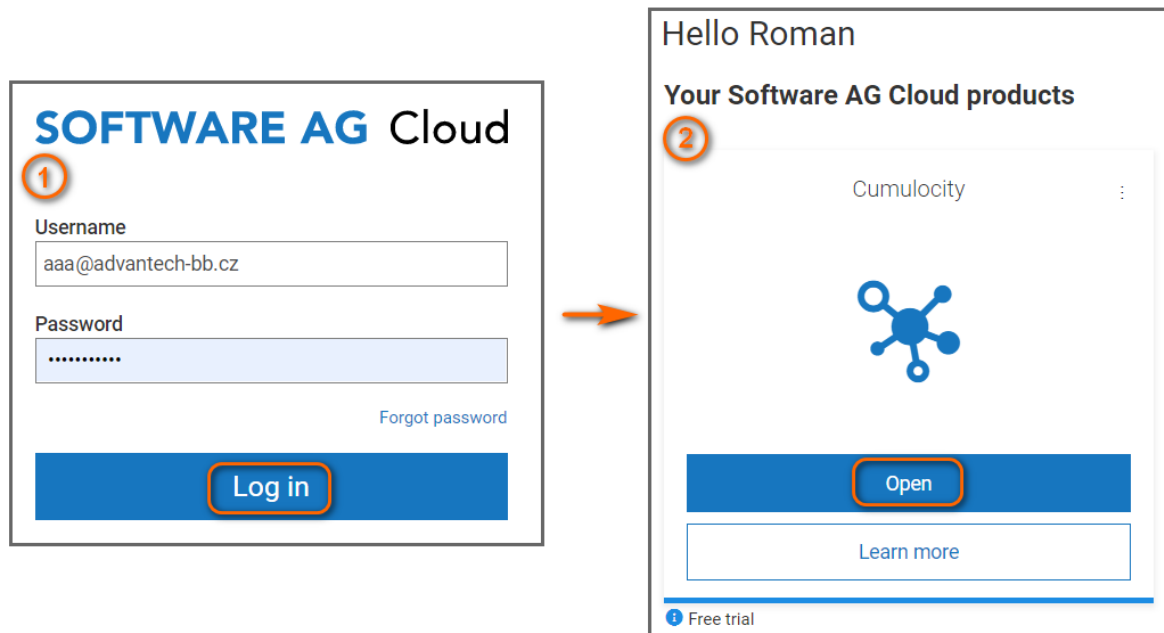 SOFTWARE AG Cloud
1
Username
aaa@advantech-bb.cz
Password
•••••••••••
Forgot password
Log in
Hello Roman
Your Software AG Cloud products
2
Cumulocity
Open
Learn more
Free trial